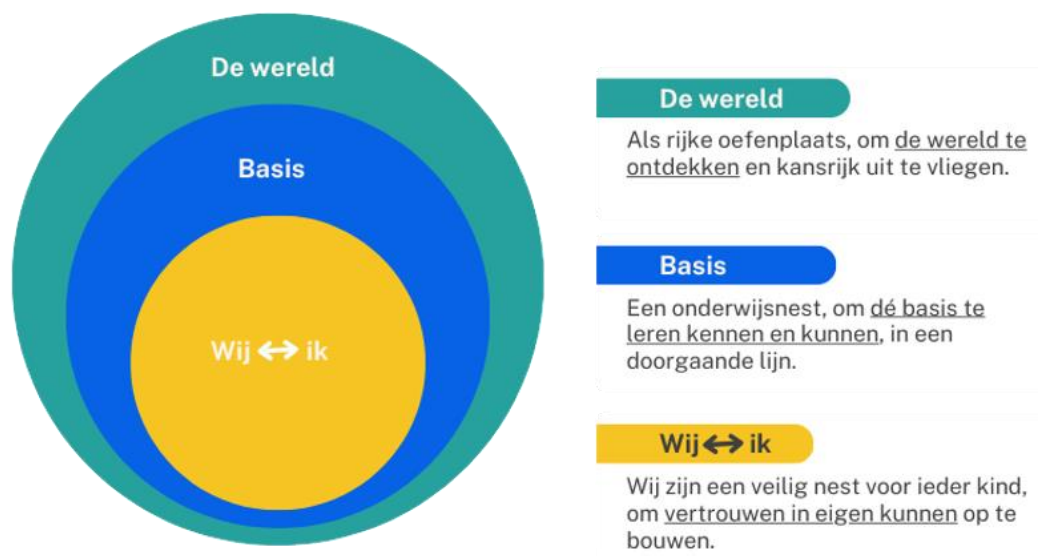 De wereld
Basis
Wij ↔ ik
De wereld
Als rijke oefenplaats, om de wereld te
ontdekken en kansrijk uit te vliegen.
Basis
Een onderwijsnest, om dé basis te
leren kennen en kunnen, in een
doorgaande lijn.
Wij ↔ ik
Wij zijn een veilig nest voor ieder kind,
om vertrouwen in eigen kunnen op te
bouwen.